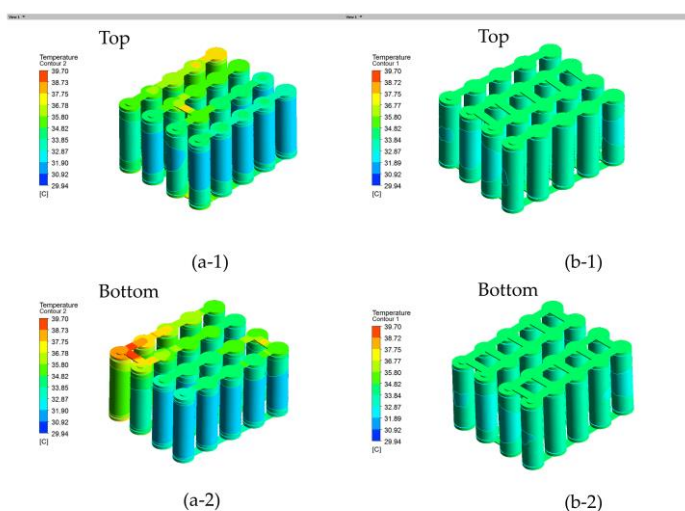 View 1
View 1
Top
Top
Temperature
Contour 2
39.70
38.73
37.75
36.78
35.80
34.82
33.85
32.87
31.90
30.92
29.94
[C]
Temperature
Contour 1
39.70
38.72
37.75
36.77
35.80
34.82
33.84
32.87
31.89
30.92
29.94
[C]
(a-1)
(b-1)
Bottom
Bottom
Temperature
Contour 2
39.70
38.73
37.75
36.78
35.80
34.82
33.85
32.87
31.90
30.92
29.94
[C]
Temperature
Contour 1
39.70
38.72
37.75
36.77
35.80
34.82
33.84
32.87
31.89
30.92
29.94
[C]
(a-2)
(b-2)